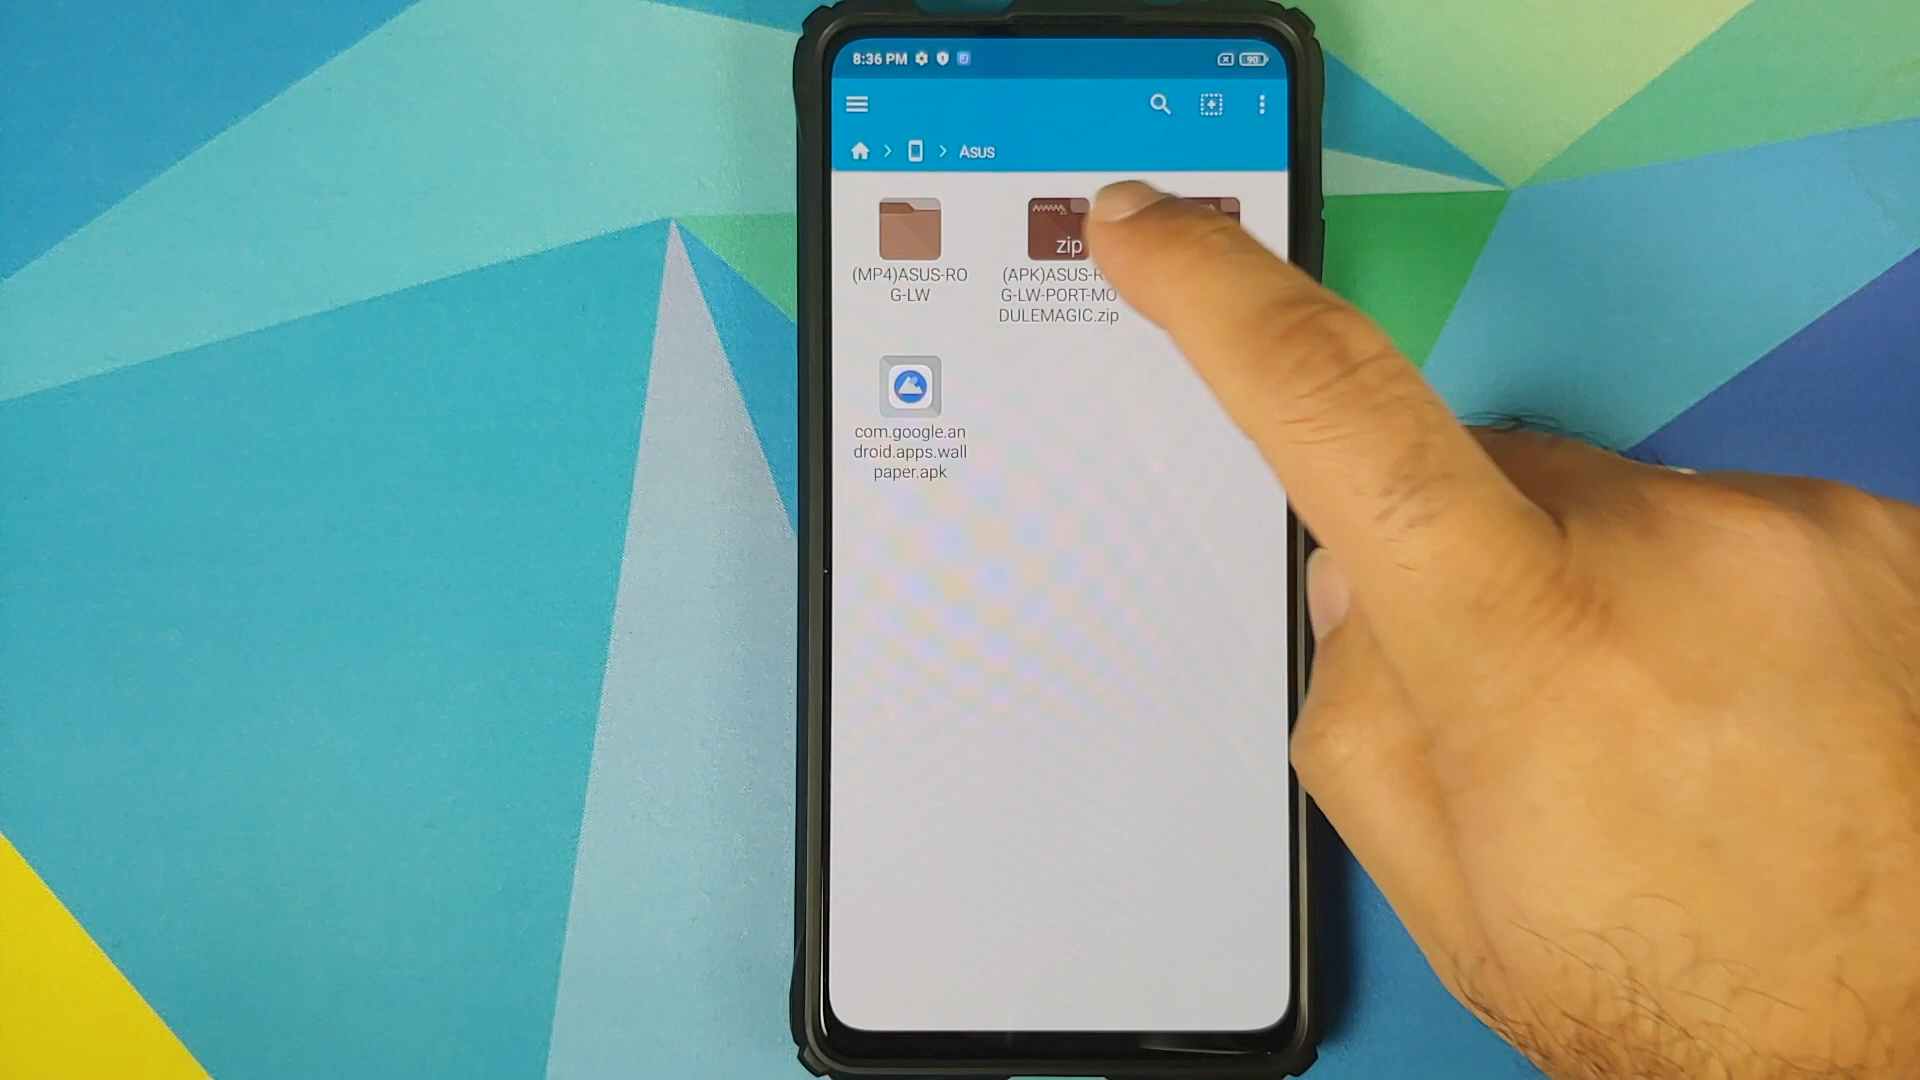 8:36 PM
90
Asus
zip
(MP4)ASUS-RO
G-LW
(APK)ASUS-R
G-LW-PORT-MO
DULEMAGIC.zip
com.google.an
droid.apps.wall
paper.apk